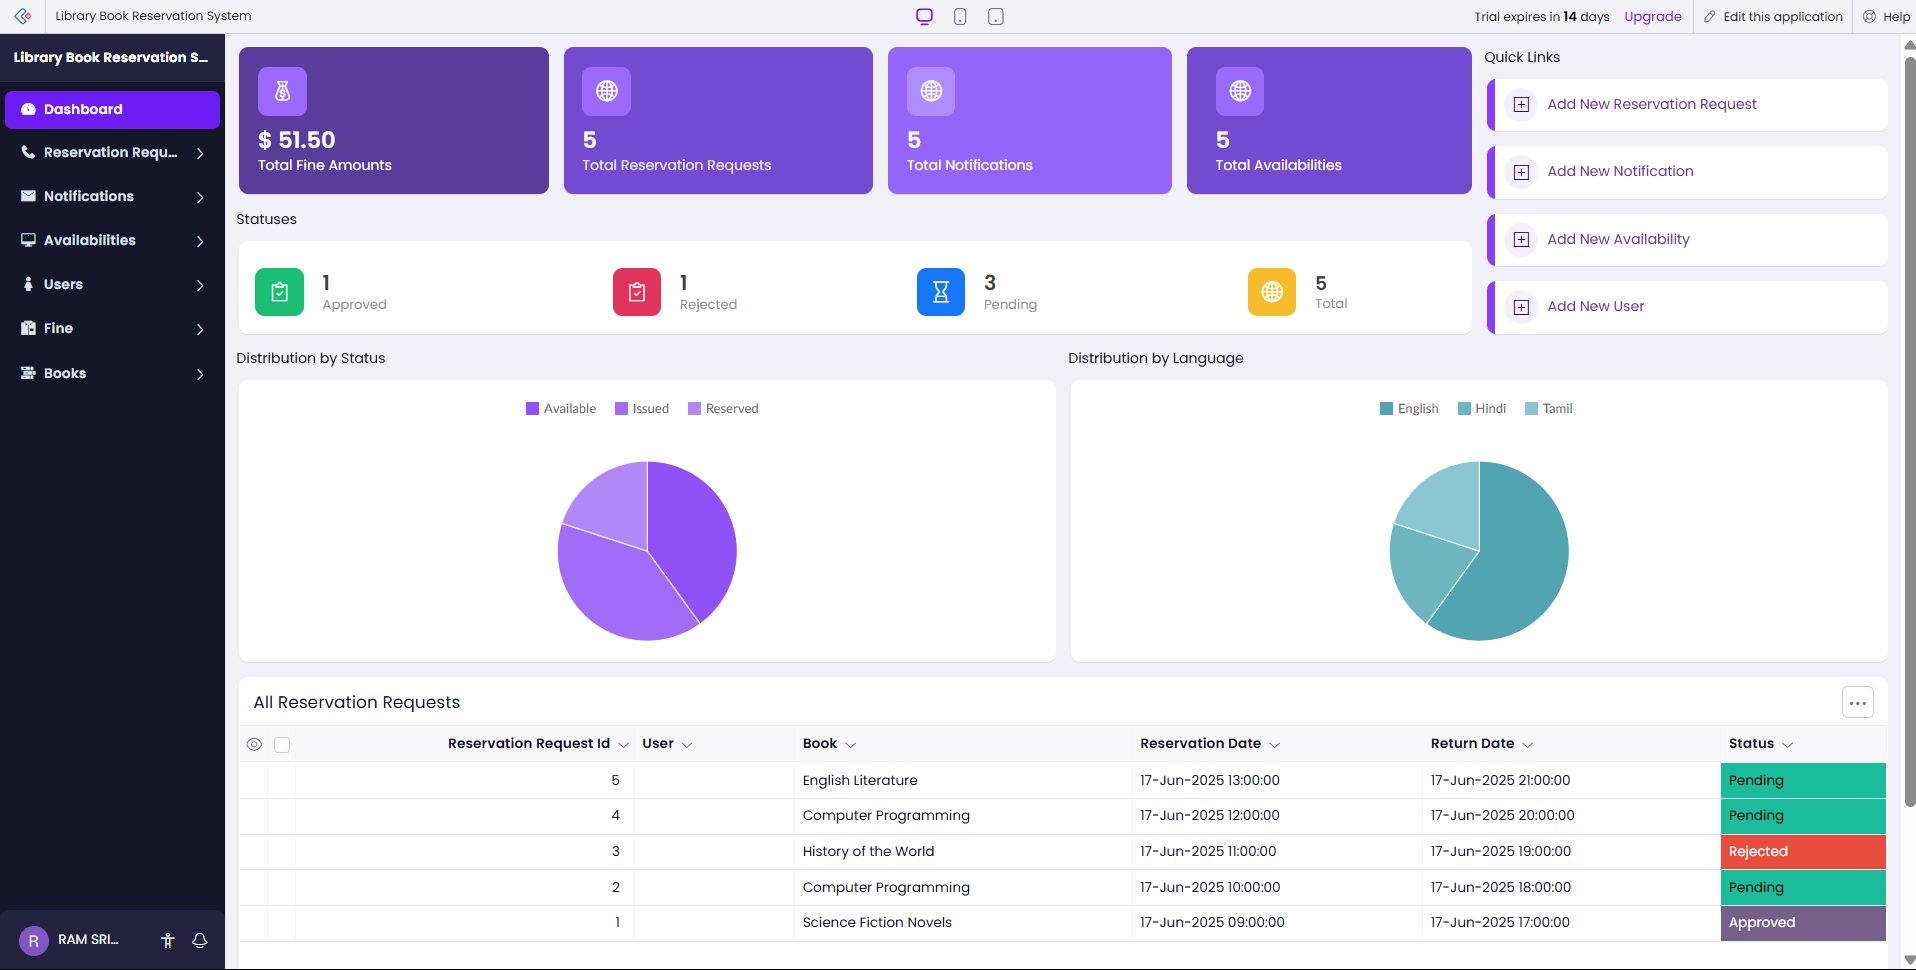 Library Book Reservation System
Trial expires in 14 days Upgrade Edit this application Help
Library Book Reservation S...
Dashboard
Reservation Requ...
Notifications
Availabilities
Users
Fine
Books
RAM SRI...
R
$ 51.50
Total Fine Amounts
5
Total Reservation Requests
5
Total Notifications
5
Total Availabilities
Quick Links
Add New Reservation Request
Add New Notification
Add New Availability
Add New User
Statuses
1
Approved
1
Rejected
3
Pending
5
Total
Distribution by Status
Available Issued Reserved
Distribution by Language
English Hindi Tamil
All Reservation Requests
Reservation Request Id User Book Reservation Date Return Date Status
5 English Literature 17-Jun-2025 13:00:00 17-Jun-2025 21:00:00 Pending
4 Computer Programming 17-Jun-2025 12:00:00 17-Jun-2025 20:00:00 Pending
3 History of the World 17-Jun-2025 11:00:00 17-Jun-2025 19:00:00 Rejected
2 Computer Programming 17-Jun-2025 10:00:00 17-Jun-2025 18:00:00 Pending
1 Science Fiction Novels 17-Jun-2025 09:00:00 17-Jun-2025 17:00:00 Approved